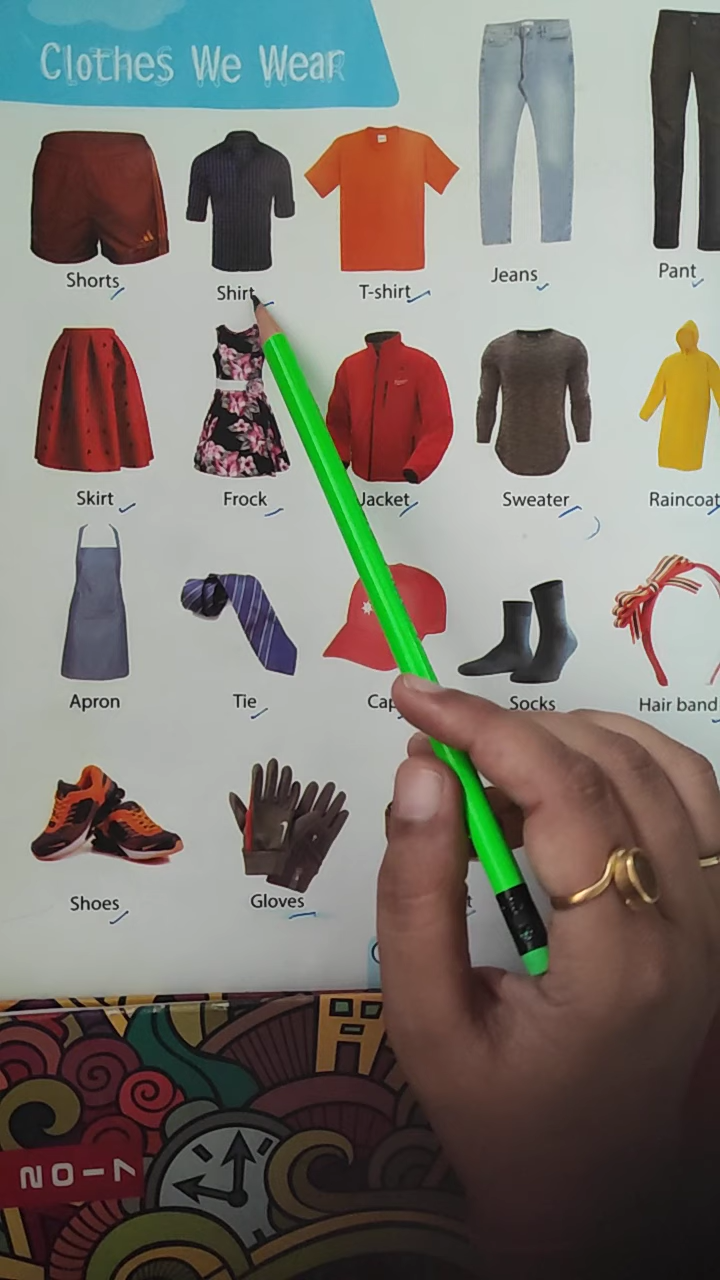 Clothes We Wear
Shorts Shirt T-shirt Jeans Pant
Skirt Frock Jacket Sweater Raincoat
Apron Tie Cap Socks Hair band
Shoes Gloves